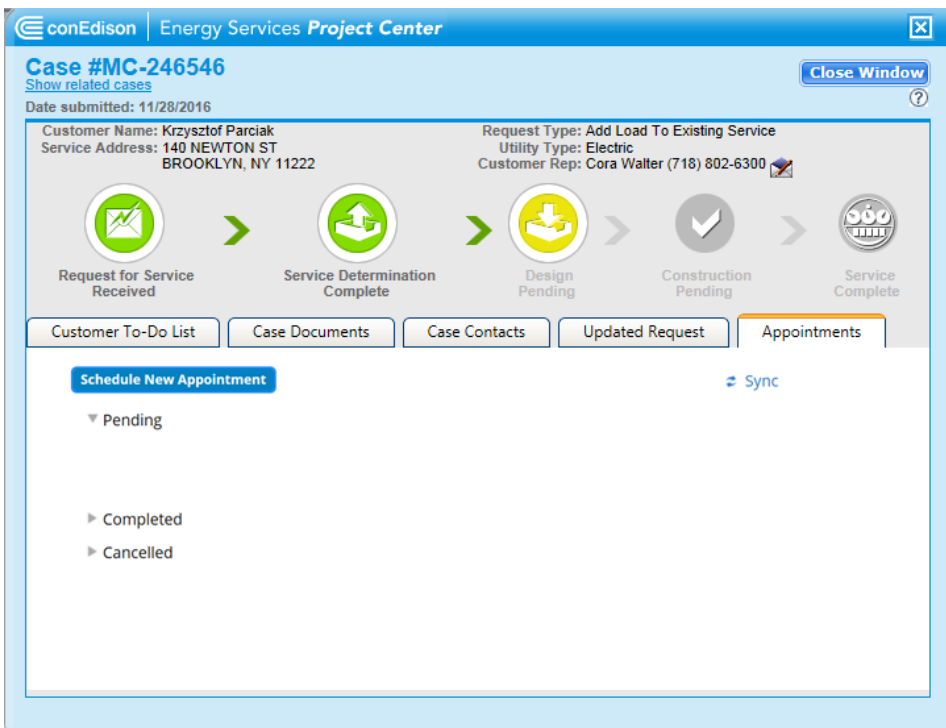 conEdison | Energy Services Project Center
Case #MC-246546
Close Window
Show related cases
Date submitted: 11/28/2016
Customer Name: Krzysztof Parciak
Service Address: 140 NEWTON ST
BROOKLYN, NY 11222
Request Type: Add Load To Existing Service
Utility Type: Electric
Customer Rep: Cora Walter (718) 802-6300
Request for Service
Received
Service Determination
Complete
Design
Pending
Construction
Pending
Service
Complete
Customer To-Do List
Case Documents
Case Contacts
Updated Request
Appointments
Schedule New Appointment
Sync
Pending
Completed
Cancelled